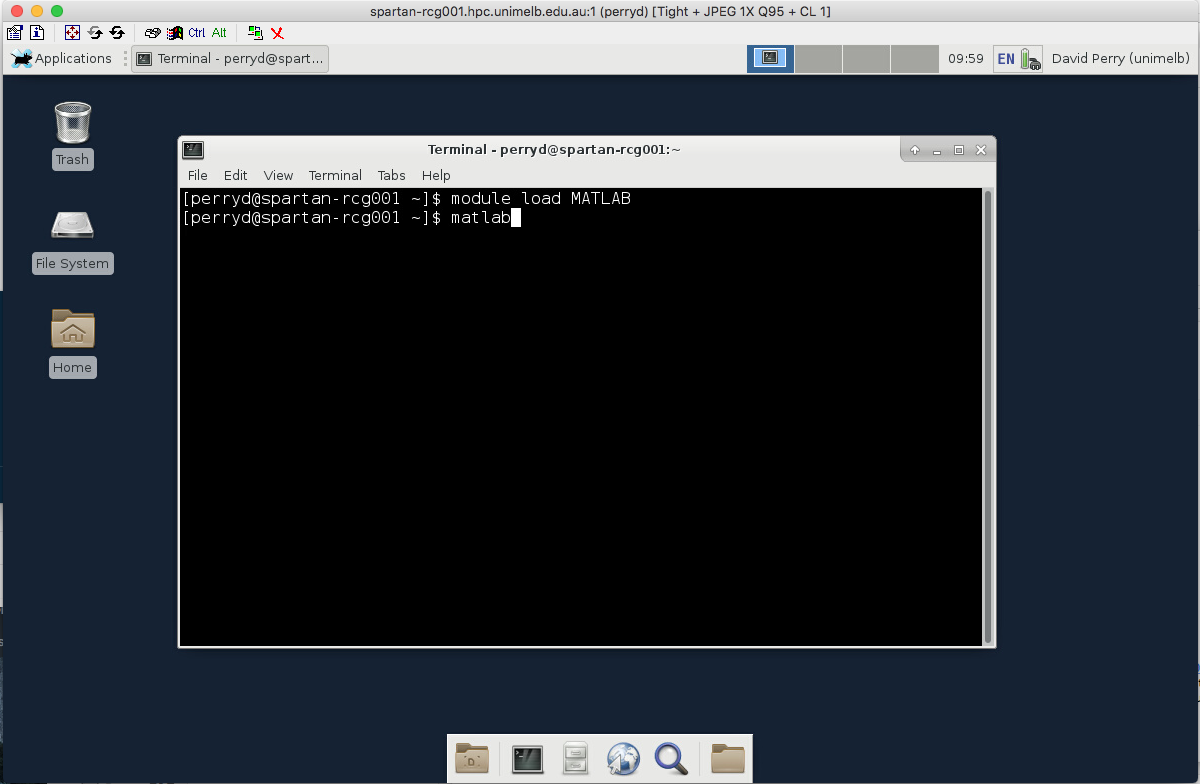 spartan-rcg001.hpc.unimelb.edu.au:1 (perryd) [Tight + JPEG 1X Q95 + CL 1]
Ctrl Alt
Applications Terminal - perryd@spart... 09:59 EN David Perry (unimelb)
Trash
File System
Home
Terminal - perryd@spartan-rcg001:~
File Edit View Terminal Tabs Help
[perryd@spartan-rcg001 ~]$ module load MATLAB
[perryd@spartan-rcg001 ~]$ matlab